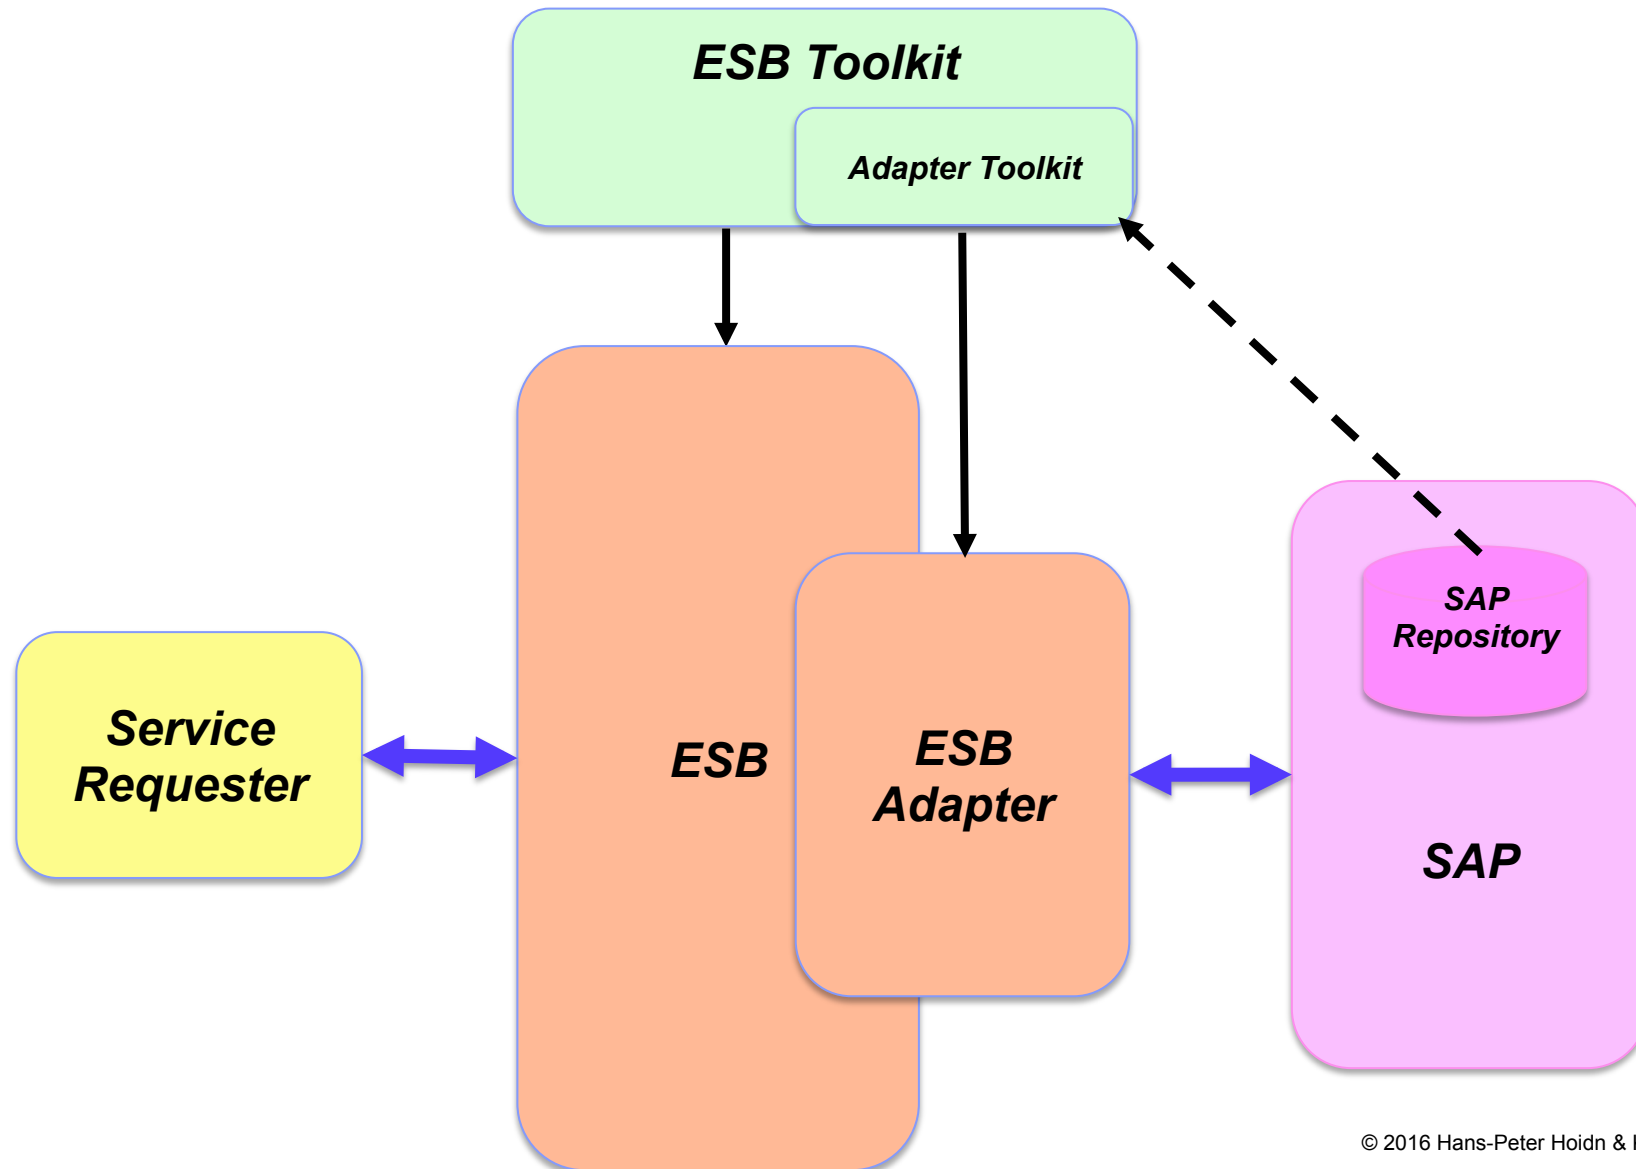 ESB Toolkit
Adapter Toolkit
SAP
Repository
Service
Requester
ESB
ESB
Adapter
SAP
© 2016 Hans-Peter Hoidn &